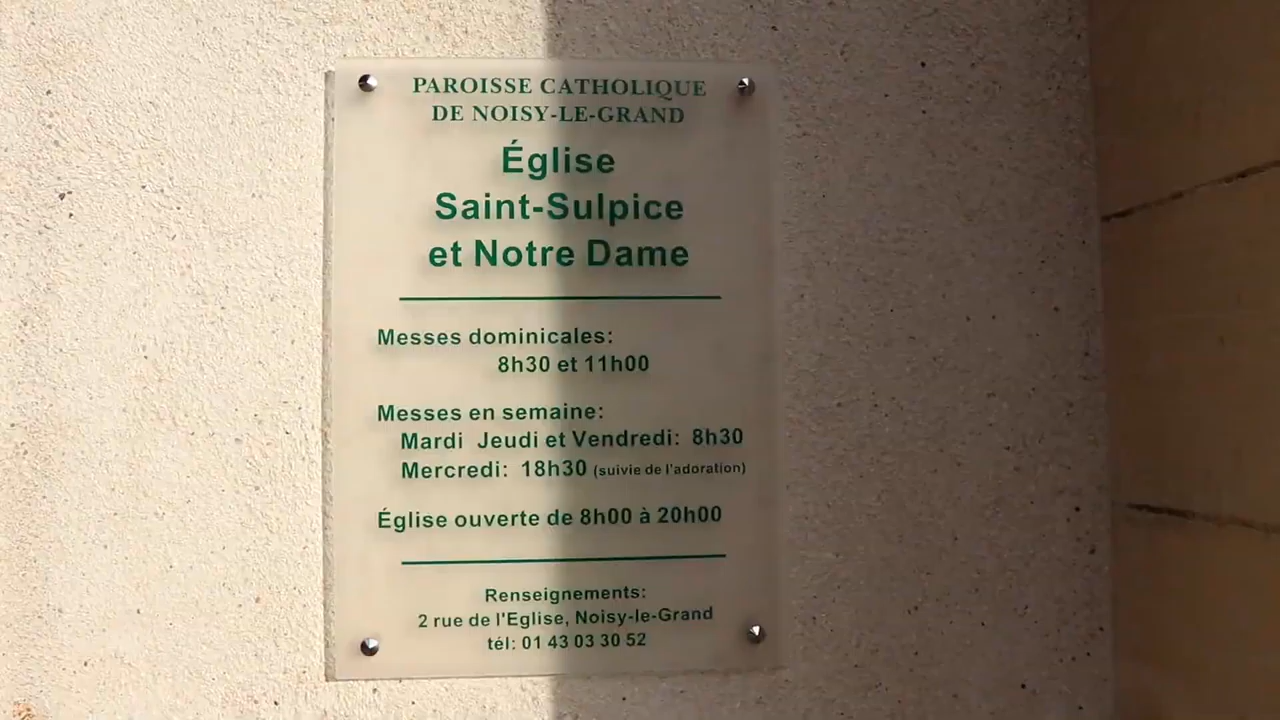 PAROISSE CATHOLIQUE
DE NOISY-LE-GRAND
Église
Saint-Sulpice
et Notre Dame
Messes dominicales:
8h30 et 11h00
Messes en semaine:
Mardi Jeudi et Vendredi: 8h30
Mercredi: 18h30 (suivie de l'adoration)
Église ouverte de 8h00 à 20h00
Renseignements:
2 rue de l'Eglise, Noisy-le-Grand
tél: 01 43 03 30 52